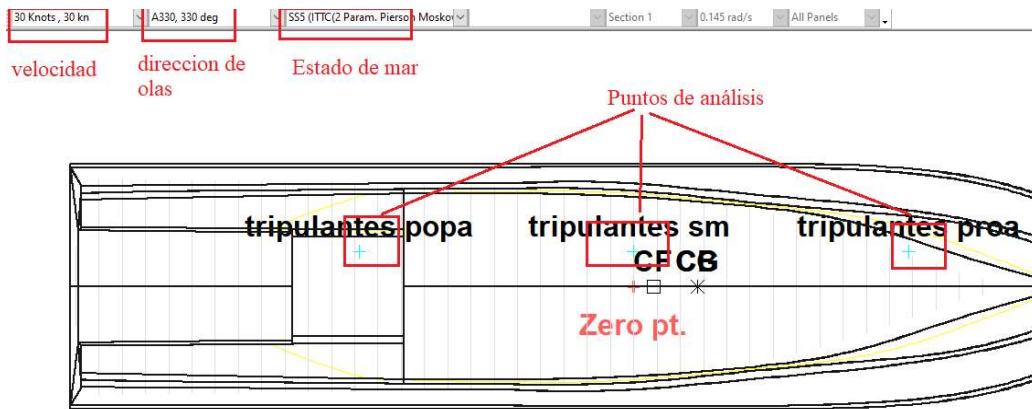 30 Knots , 30 kn
A330, 330 deg
SS5 (ITTC(2 Param. Pierson Moskov
Section 1
0.145 rad/s
All Panels
velocidad
direccion de
olas
Estado de mar
Puntos de análisis
tripulantes popa
tripulantes sm
tripulantes proa
CF
Zero pt.